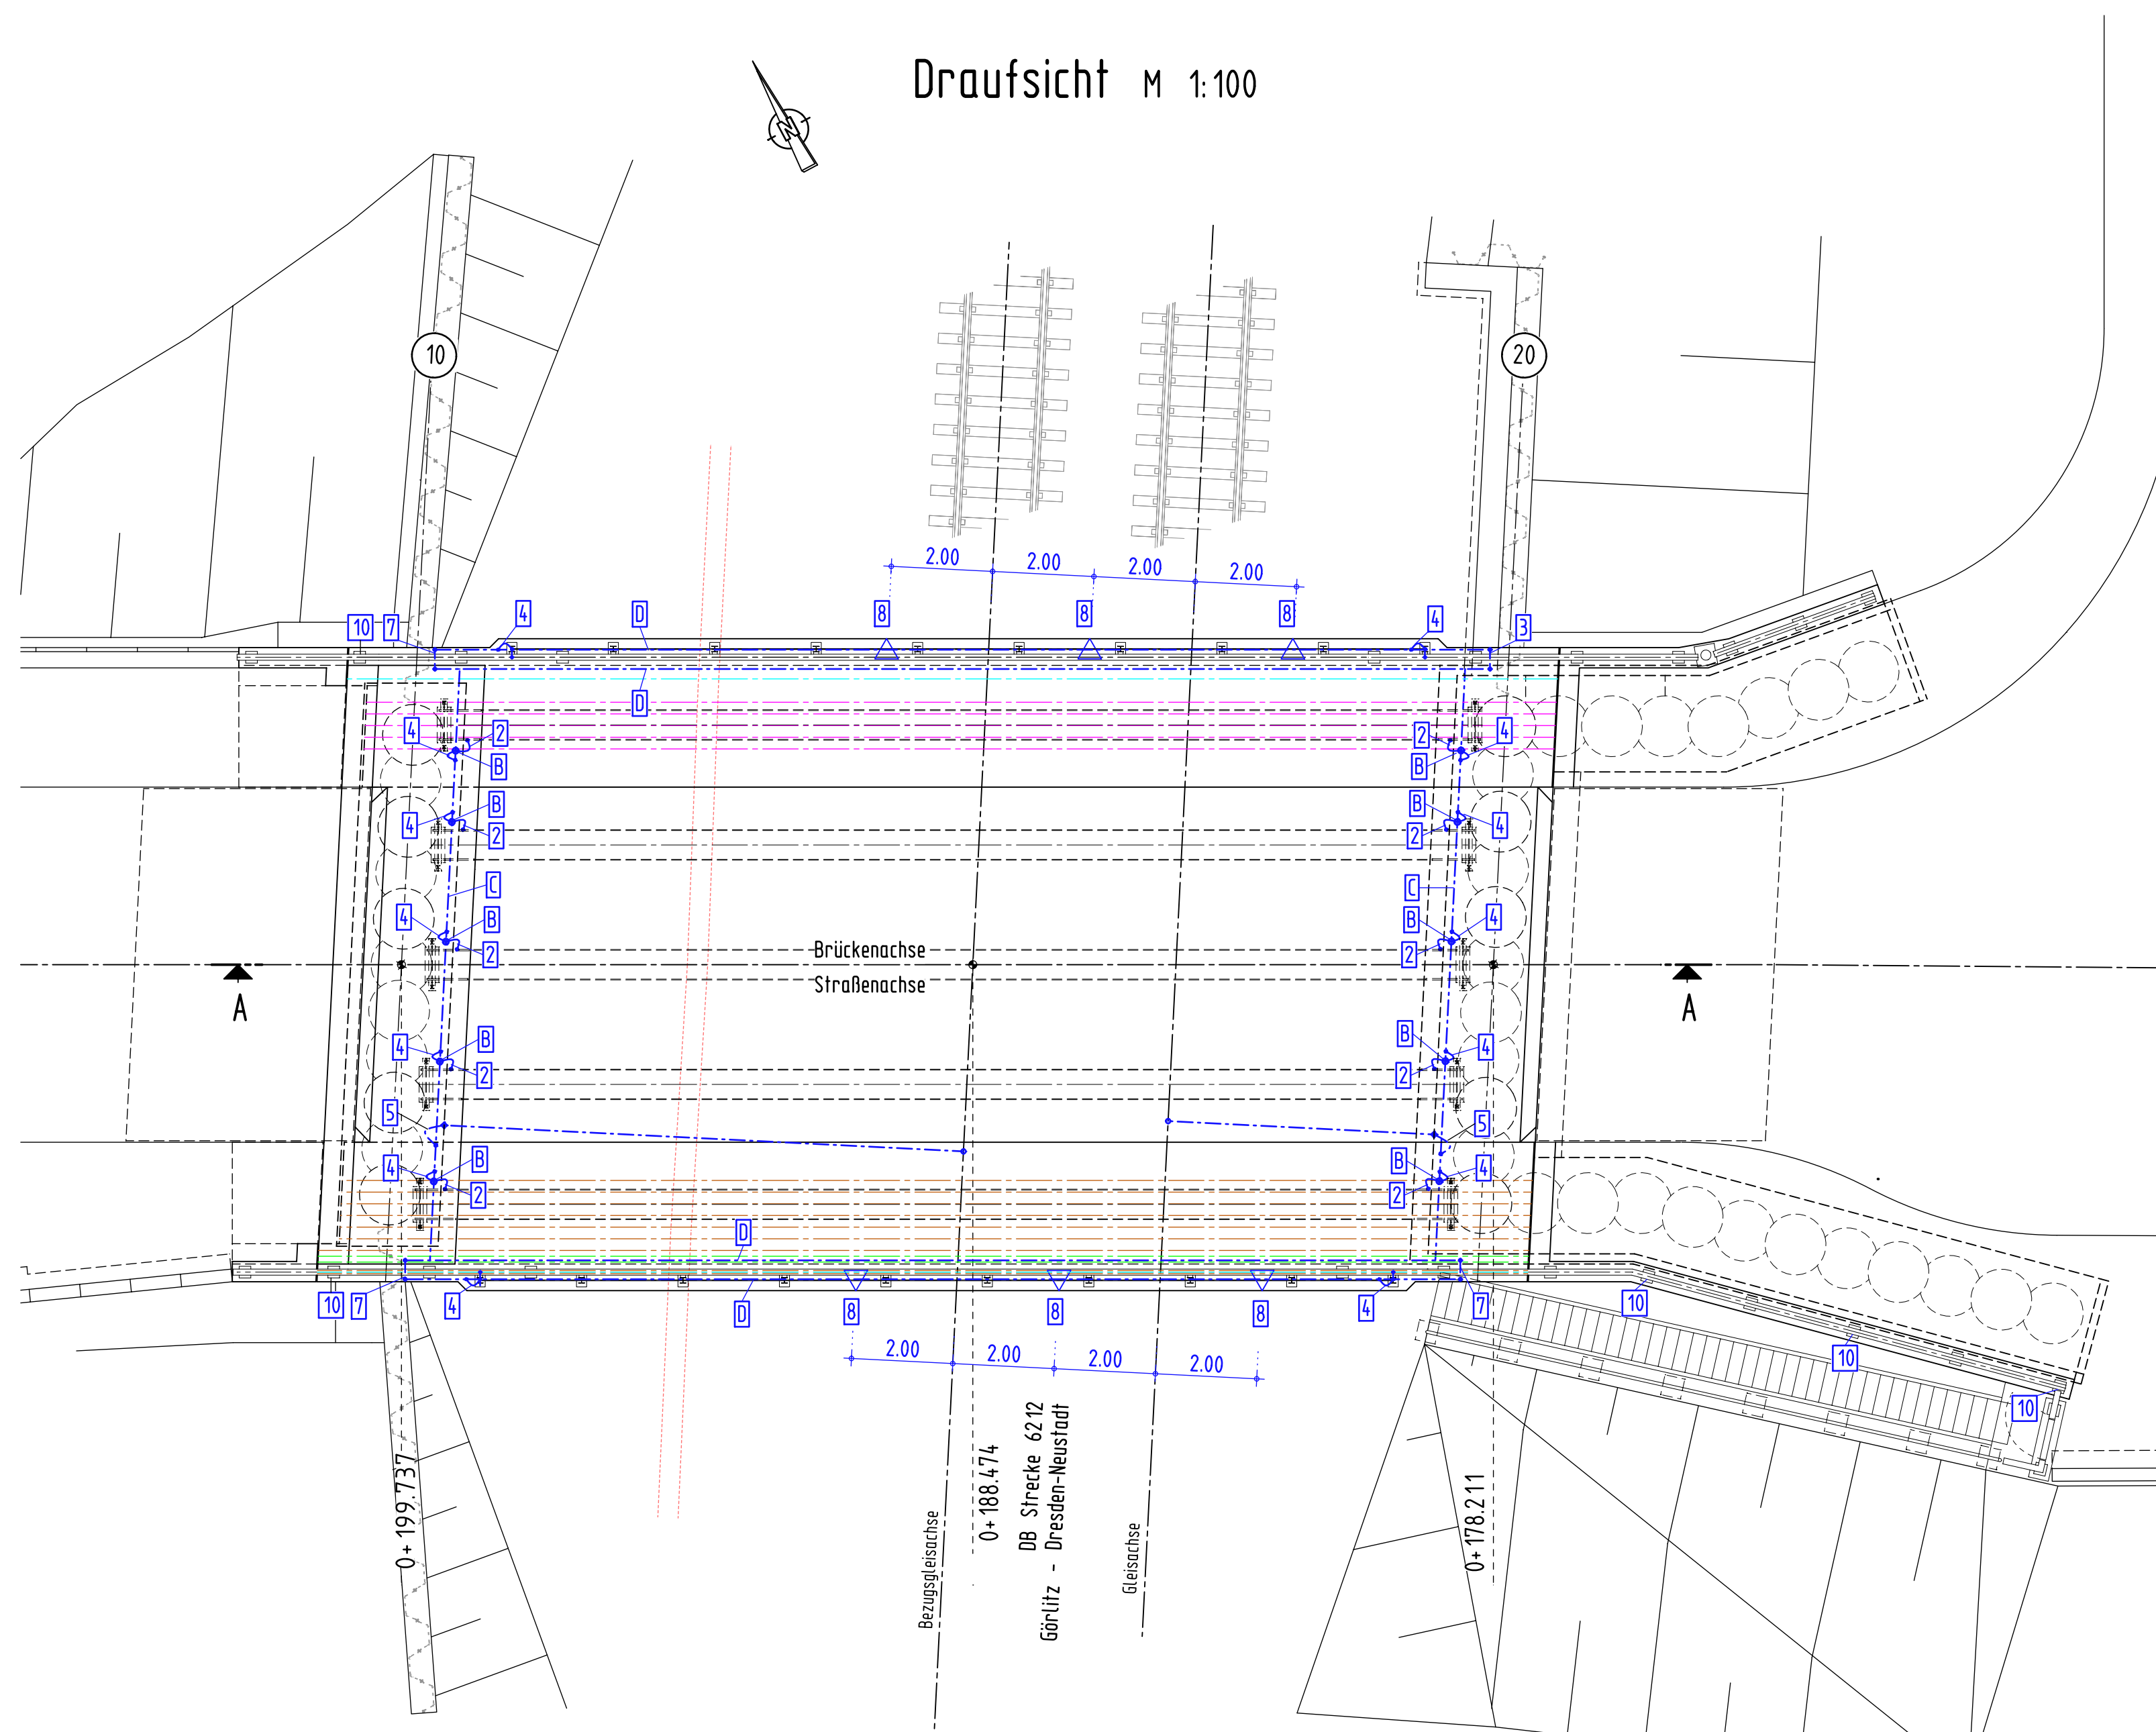 Draufsicht M 1:100
N
10
20
2.00 2.00 2.00 2.00
8 8 8
10 7 4 D 4 3
D
4 2 2 4
B B
B B
4 2 2 4
C C
4 B B 4
2 2
Brückenachse
Straßenachse
A A
B B
4 2 2 4
5 5
4 B B 4
2 2
D
10 7 4 D 8 8 8 4 7 10
10
10
2.00 2.00 2.00 2.00
0+199.737
Bezugsgleisachse
0+188.474
DB Strecke 6212
Görlitz - Dresden-Neustadt
Gleisachse
0+178.211